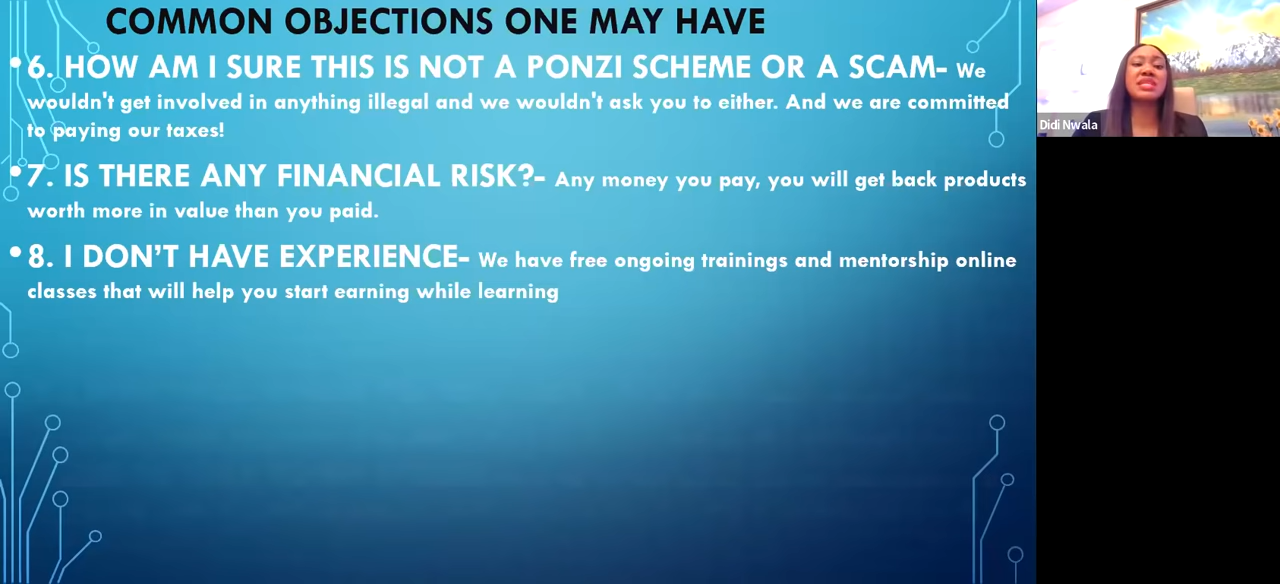 COMMON OBJECTIONS ONE MAY HAVE
• 6. HOW AM I SURE THIS IS NOT A PONZI SCHEME OR A SCAM- We
wouldn't get involved in anything illegal and we wouldn't ask you to either. And we are committed
to paying our taxes!
• 7. IS THERE ANY FINANCIAL RISK?- Any money you pay, you will get back products
worth more in value than you paid.
• 8. I DON'T HAVE EXPERIENCE- We have free ongoing trainings and mentorship online
classes that will help you start earning while learning
Didi Nwala